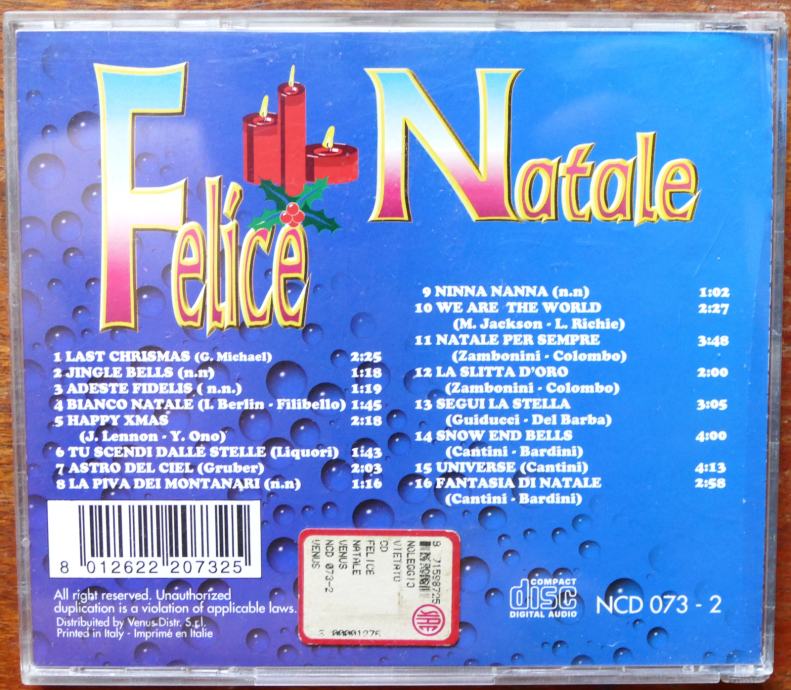 Felice Natale
1 LAST CHRISMAS (G. Michael) 2:25
2 JINGLE BELLS (n.n) 1:18
3 ADESTE FIDELIS ( n.n.) 1:19
4 BIANCO NATALE (I. Berlin - Filibello) 1:45
5 HAPPY XMAS 2:18
(J. Lennon - Y. Ono)
6 TU SCENDI DALLE STELLE (Liquori) 1:43
7 ASTRO DEL CIEL (Gruber) 2:03
8 LA PIVA DEI MONTANARI (n.n) 1:16
9 NINNA NANNA (n.n) 1:02
10 WE ARE THE WORLD 2:27
(M. Jackson - L. Richie)
11 NATALE PER SEMPRE 3:48
(Zambonini - Colombo)
12 LA SLITTA D'ORO 2:00
(Zambonini - Colombo)
13 SEGUI LA STELLA 3:05
(Guiducci - Del Barba)
14 SNOW END BELLS 4:00
(Cantini - Bardini)
15 UNIVERSE (Cantini) 4:13
16 FANTASIA DI NATALE 2:58
(Cantini - Bardini)
8 012622 207325
All right reserved. Unauthorized
duplication is a violation of applicable laws.
Distributed by Venus Distr. S.r.l.
Printed in Italy - Imprimé en Italie
NOLEGGIO
VIETATO
CD
FELICE
NATALE
VENUS
NCD 073-2
VENUS
SIAE
COMPACT
disc
DIGITAL AUDIO
NCD 073 - 2